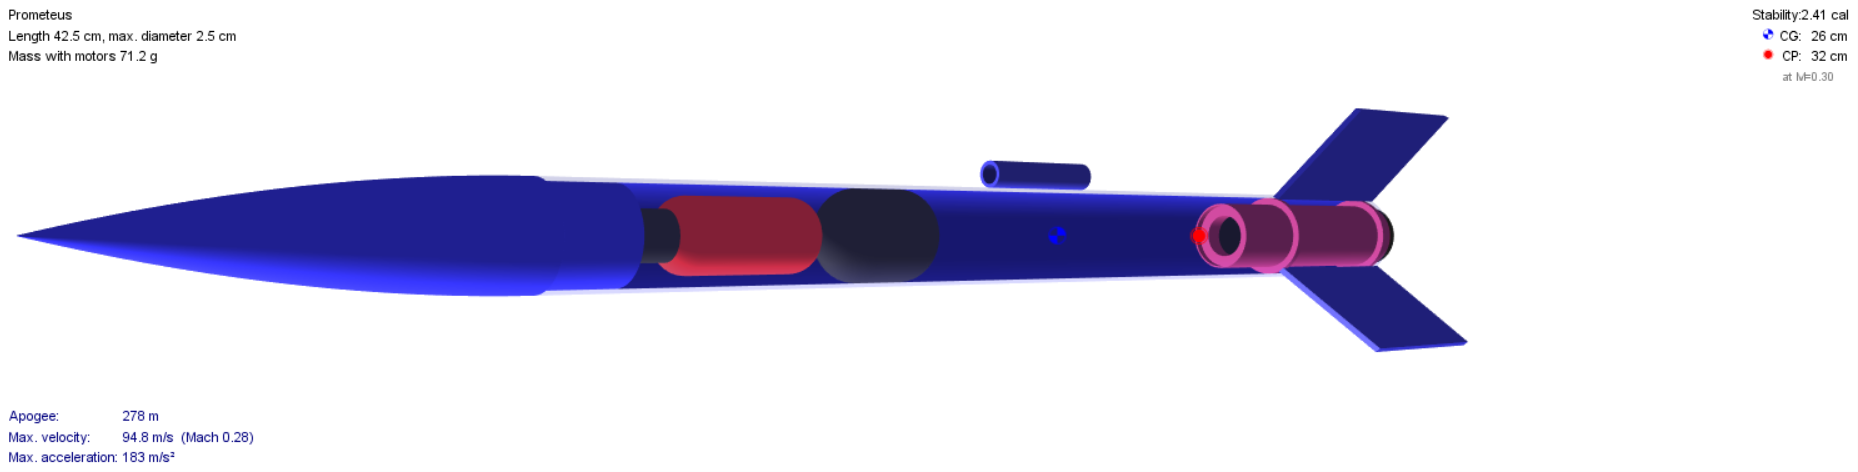 Prometeus
Length 42.5 cm, max. diameter 2.5 cm
Mass with motors 71.2 g
Stability:2.41 cal
CG: 26 cm
CP: 32 cm
at M=0.30
Apogee: 278 m
Max. velocity: 94.8 m/s (Mach 0.28)
Max. acceleration: 183 m/s²